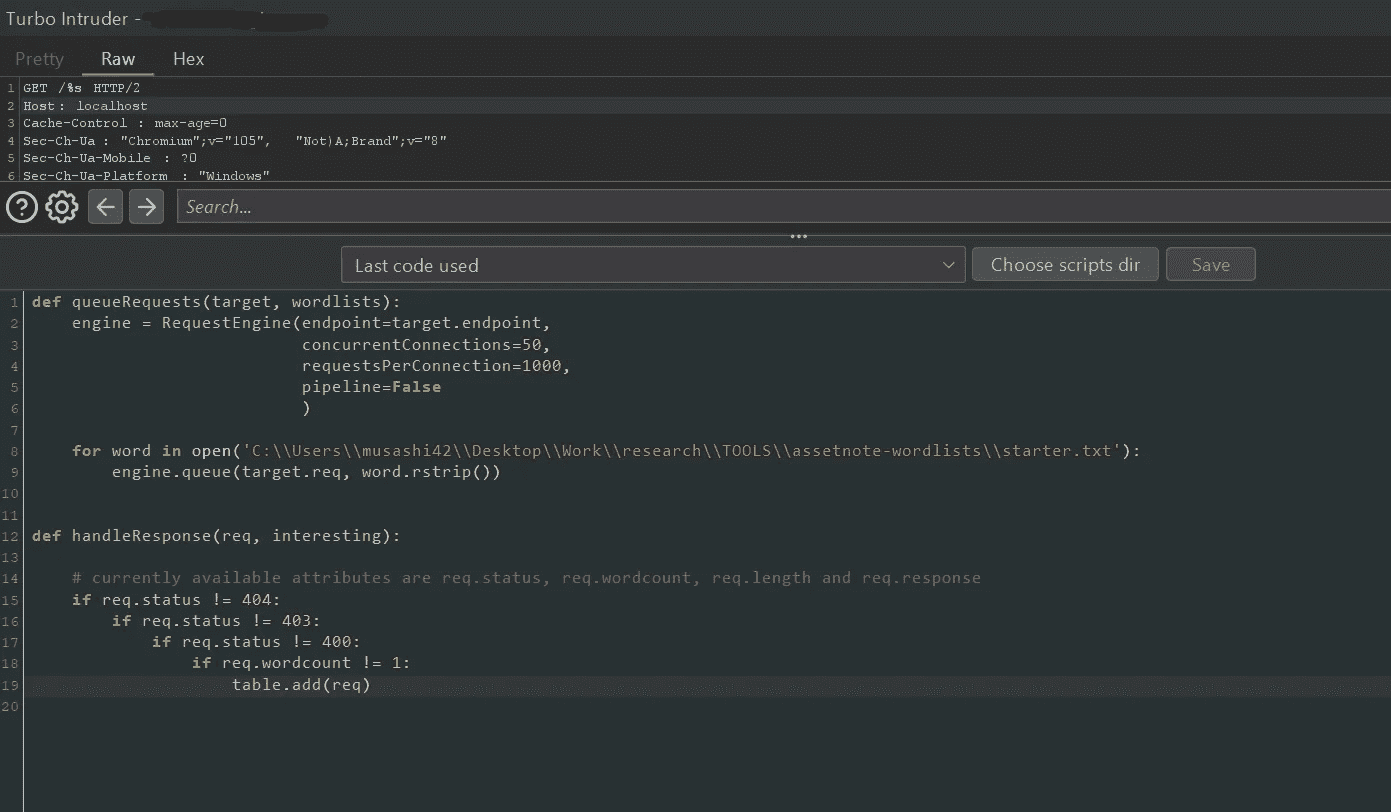 Turbo Intruder -
Pretty Raw Hex
1 GET /%s HTTP/2
2 Host : localhost
3 Cache-Control : max-age=0
4 Sec-Ch-Ua : "Chromium";v="105", "Not)A;Brand";v="8"
5 Sec-Ch-Ua-Mobile : ?0
6 Sec-Ch-Ua-Platform : "Windows"
? Search...
Last code used Choose scripts dir Save
1 def queueRequests(target, wordlists):
2     engine = RequestEngine(endpoint=target.endpoint,
3                            concurrentConnections=50,
4                            requestsPerConnection=1000,
5                            pipeline=False
6                            )
7
8     for word in open('C:\\Users\\musashi42\\Desktop\\Work\\research\\TOOLS\\assetnote-wordlists\\starter.txt'):
9         engine.queue(target.req, word.rstrip())
10
11
12 def handleResponse(req, interesting):
13
14     # currently available attributes are req.status, req.wordcount, req.length and req.response
15     if req.status != 404:
16         if req.status != 403:
17             if req.status != 400:
18                 if req.wordcount != 1:
19                     table.add(req)
20